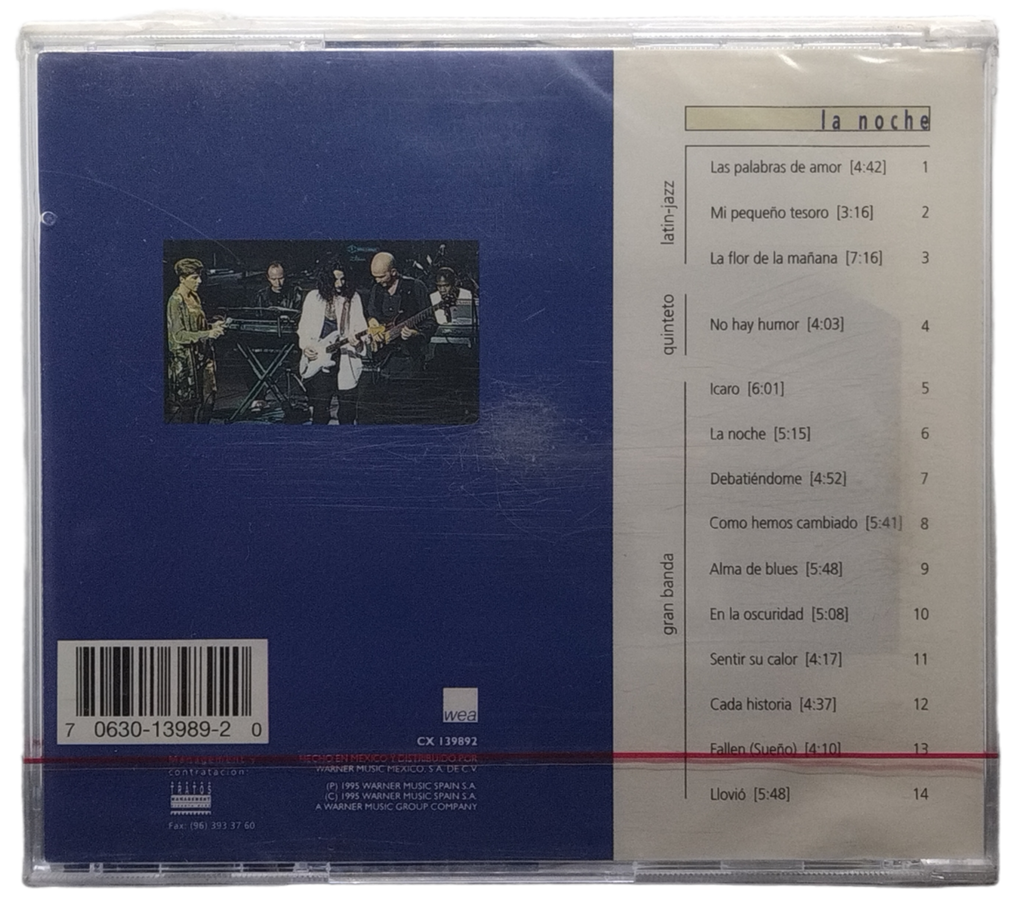 la noche
latin-jazz
Las palabras de amor [4:42] 1
Mi pequeño tesoro [3:16] 2
La flor de la mañana [7:16] 3
quinteto
No hay humor [4:03] 4
gran banda
Icaro [6:01] 5
La noche [5:15] 6
Debatiéndome [4:52] 7
Como hemos cambiado [5:41] 8
Alma de blues [5:48] 9
En la oscuridad [5:08] 10
Sentir su calor [4:17] 11
Cada historia [4:37] 12
Fallen (Sueño) [4:10] 13
Llovió [5:48] 14
7 0630-13989-2 0
wea
CX 139892
HECHO EN MEXICO Y DISTRIBUIDO POR
WARNER MUSIC MEXICO, S.A. DE C.V.
(P) 1995 WARNER MUSIC SPAIN S.A.
(C) 1995 WARNER MUSIC SPAIN S.A.
A WARNER MUSIC GROUP COMPANY
Management y
contratación:
TRATOS
MANAGEMENT
Fax: (96) 393 37 60